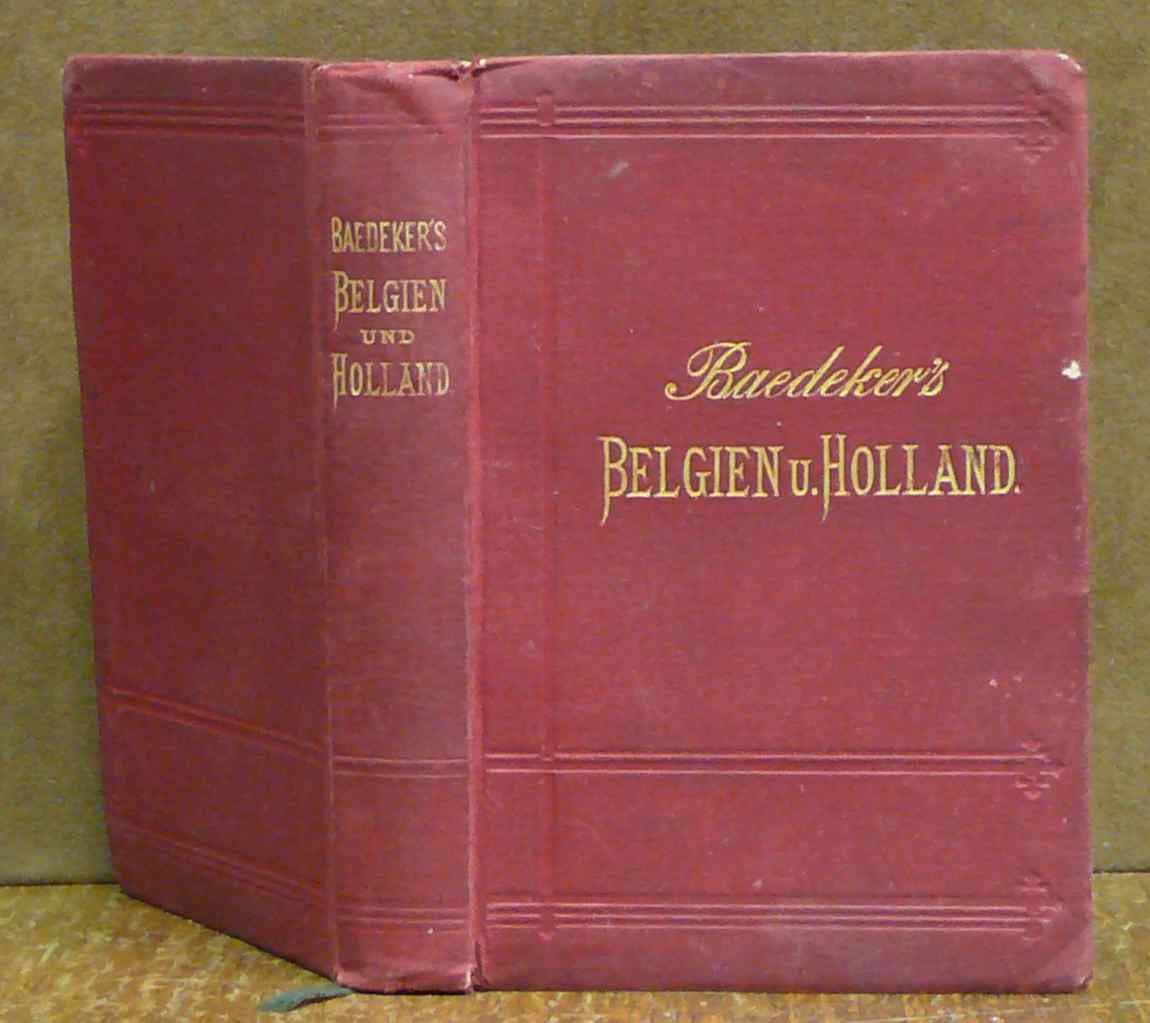 BAEDEKER'S
BELGIEN
UND
HOLLAND
Baedeker's
BELGIEN U. HOLLAND.